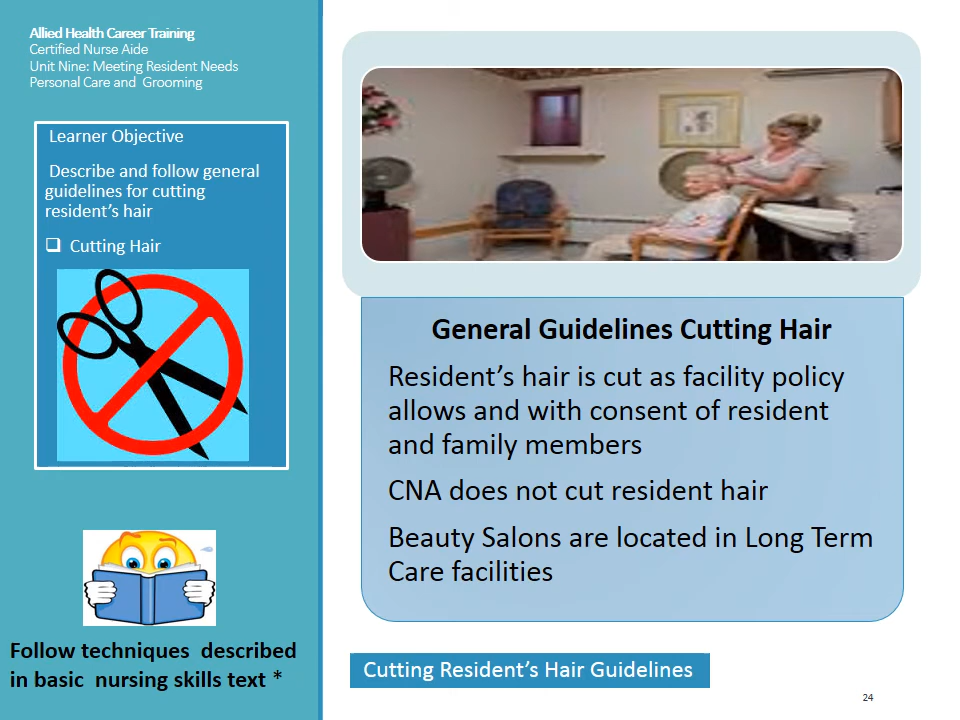 Allied Health Career Training
Certified Nurse Aide
Unit Nine: Meeting Resident Needs
Personal Care and Grooming
Learner Objective
Describe and follow general
guidelines for cutting
resident's hair
❑ Cutting Hair
Follow techniques described
in basic nursing skills text *
General Guidelines Cutting Hair
Resident's hair is cut as facility policy
allows and with consent of resident
and family members
CNA does not cut resident hair
Beauty Salons are located in Long Term
Care facilities
Cutting Resident's Hair Guidelines
24